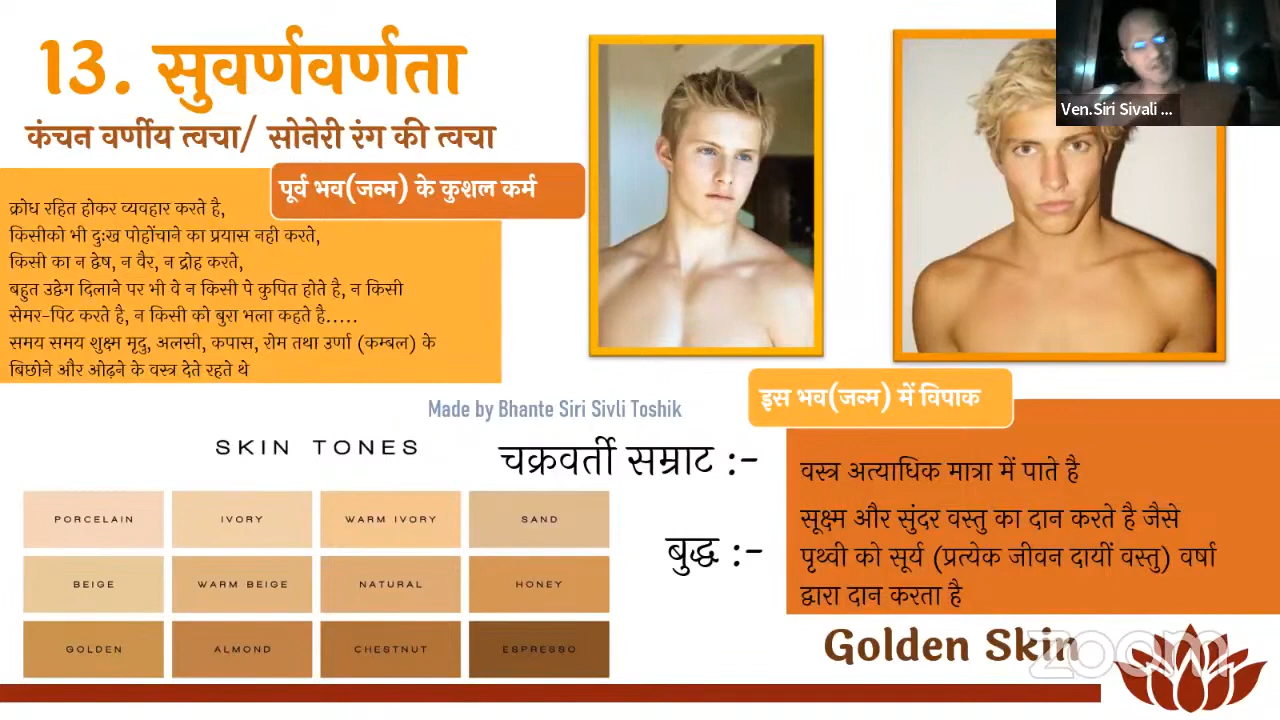 13. सुवर्णवर्णता
कंचन वर्णीय त्वचा/ सोनेरी रंग की त्वचा
पूर्व भव(जन्म) के कुशल कर्म
क्रोध रहित होकर व्यवहार करते है,
किसीको भी दुःख पोहोंचाने का प्रयास नही करते,
किसी का न द्वेष, न वैर, न द्रोह करते,
बहुत उद्वेग दिलाने पर भी वे न किसी पे कुपित होते है, न किसी
सेमर-पिट करते है, न किसी को बुरा भला कहते है.....
समय समय शुक्ष्म मृदु, अलसी, कपास, रोम तथा उर्णा (कम्बल) के
बिछोने और ओढ़ने के वस्त्र देते रहते थे
Ven.Siri Sivali ...
Made by Bhante Siri Sivli Toshik
इस भव(जन्म) में विपाक
चक्रवर्ती सम्राट :-
वस्त्र अत्याधिक मात्रा में पाते है
बुद्ध :-
सूक्ष्म और सुंदर वस्तु का दान करते है जैसे
पृथ्वी को सूर्य (प्रत्येक जीवन दायीं वस्तु) वर्षा
द्वारा दान करता है
SKIN TONES
PORCELAIN IVORY WARM IVORY SAND
BEIGE WARM BEIGE NATURAL HONEY
GOLDEN ALMOND CHESTNUT ESPRESSO
Golden Skin
zoom